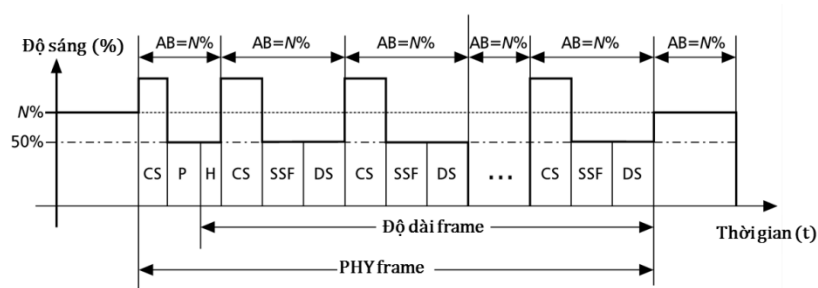 Độ sáng (%)
AB=N% AB=N% AB=N% AB=N% AB=N% AB=N%
N%
50%
CS P H CS SSF DS CS SSF DS ... CS SSF DS
Độ dài frame
Thời gian (t)
PHY frame